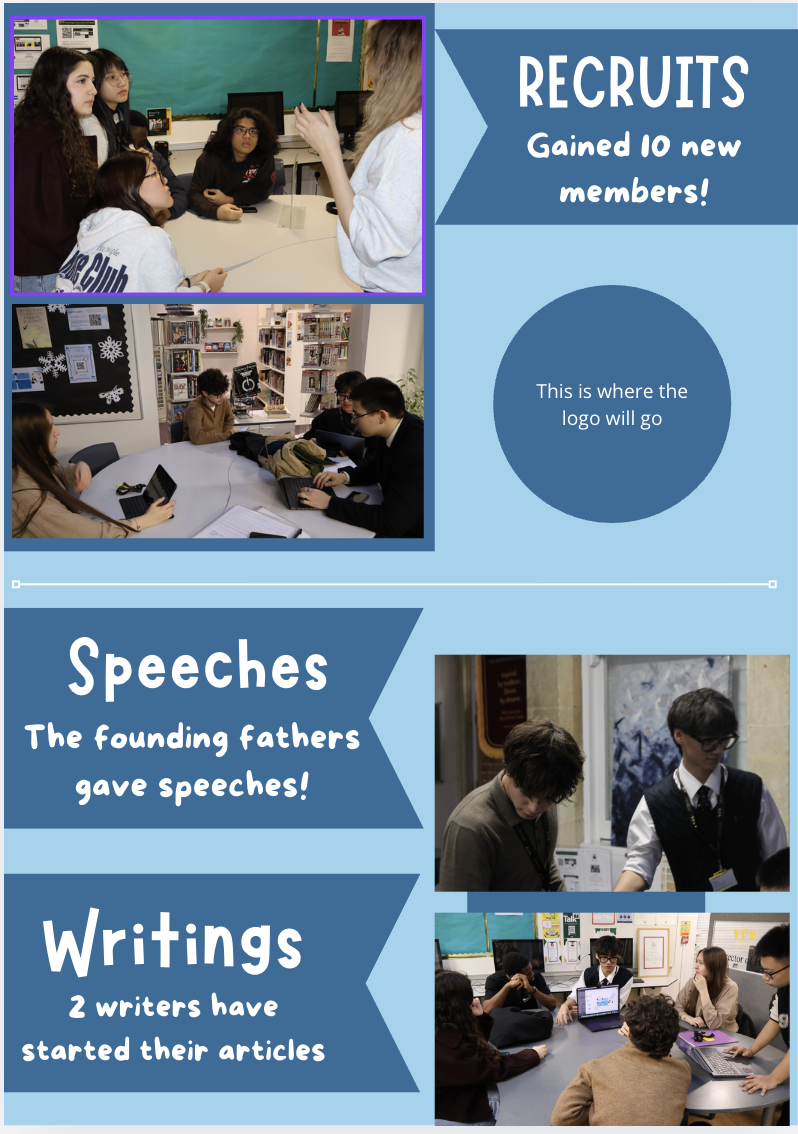 RECRUITS
Gained 10 new
members!
This is where the
logo will go
Speeches
The founding fathers
gave speeches!
Writings
2 writers have
started their articles
Talk